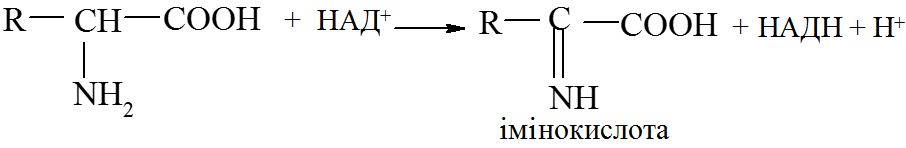 R — CH — COOH + НАД⁺ → R — C — COOH + НАДН + Н⁺
NH₂ NH
імінокислота